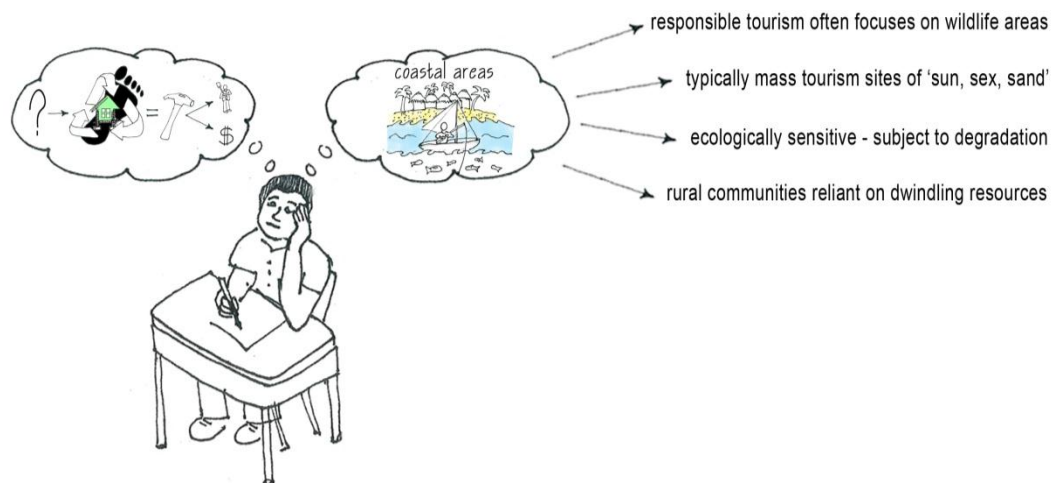 responsible tourism often focuses on wildlife areas
coastal areas
typically mass tourism sites of ‘sun, sex, sand’
? = $
ecologically sensitive - subject to degradation
rural communities reliant on dwindling resources